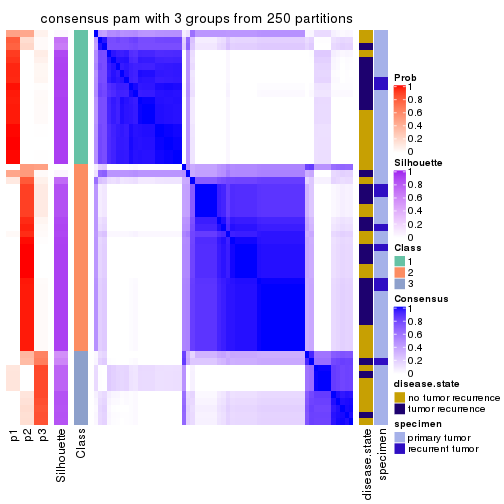 consensus pam with 3 groups from 250 partitions
Prob
1
0.8
0.6
0.4
0.2
0
Silhouette
1
0.8
0.6
0.4
0.2
0
Class
1
2
3
Consensus
1
0.8
0.6
0.4
0.2
0
disease.state
no tumor recurrence
tumor recurrence
specimen
primary tumor
recurrent tumor
p1
p2
p3
Silhouette
Class
disease.state
specimen